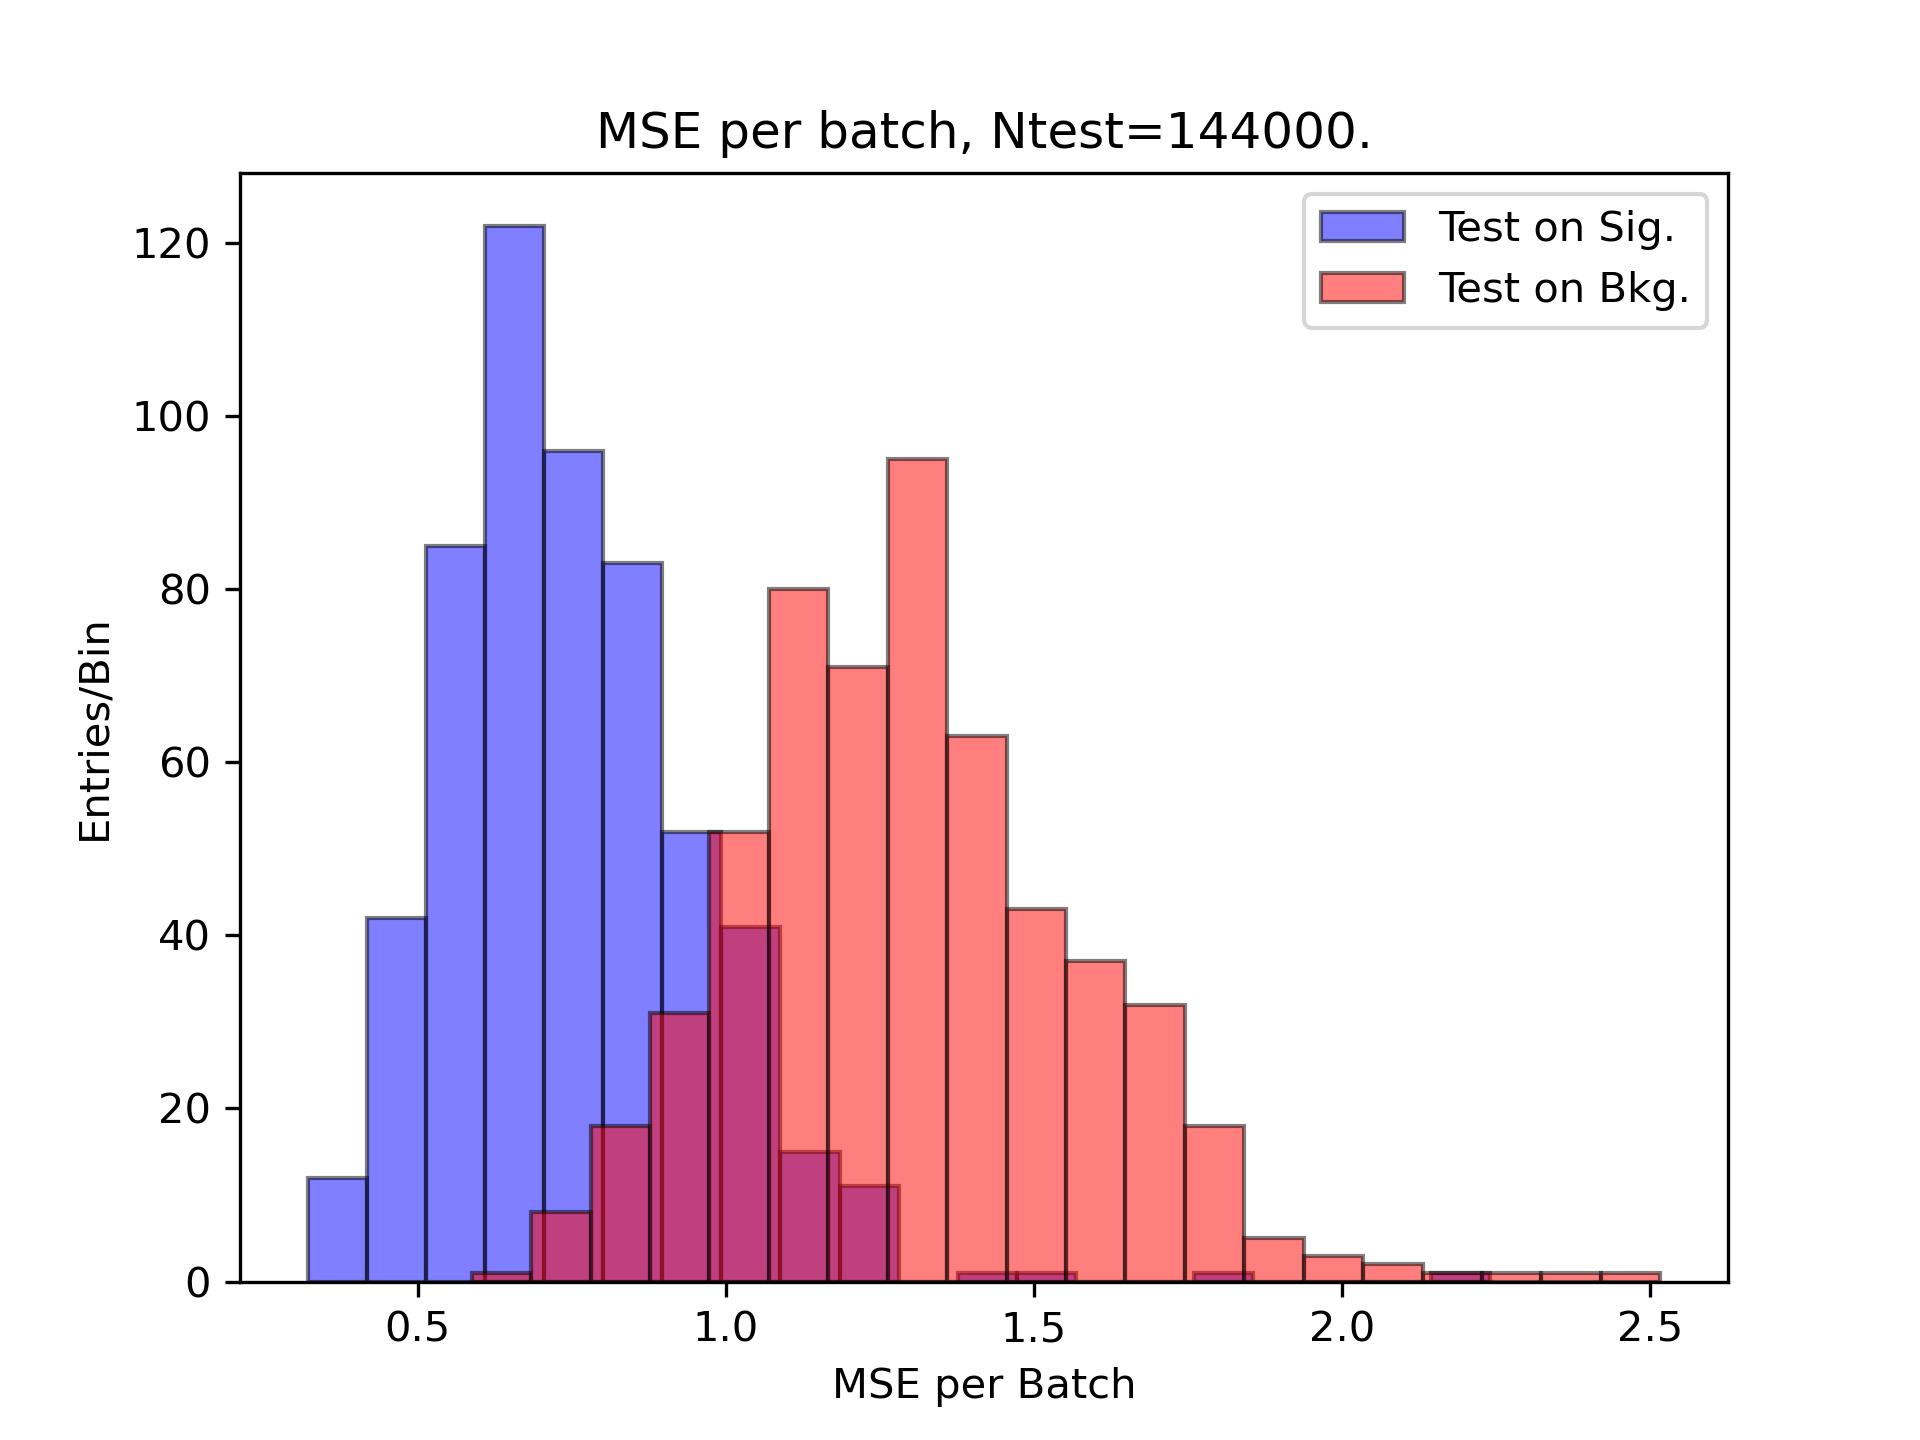 MSE per batch, Ntest=144000.
Test on Sig.
Test on Bkg.
120
100
80
60
40
20
0
Entries/Bin
0.5 1.0 1.5 2.0 2.5
MSE per Batch